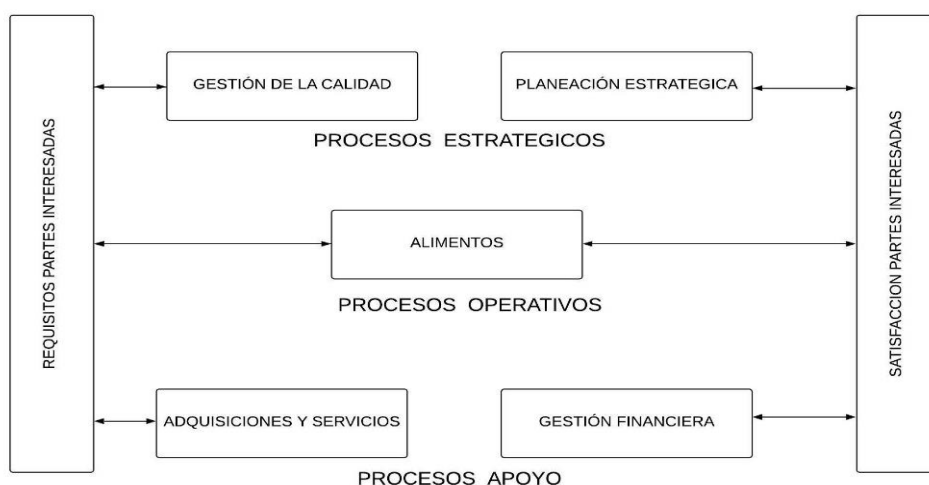 REQUISITOS PARTES INTERESADAS
GESTIÓN DE LA CALIDAD
PLANEACIÓN ESTRATEGICA
PROCESOS ESTRATEGICOS
ALIMENTOS
PROCESOS OPERATIVOS
ADQUISICIONES Y SERVICIOS
GESTIÓN FINANCIERA
PROCESOS APOYO
SATISFACCION PARTES INTERESADAS